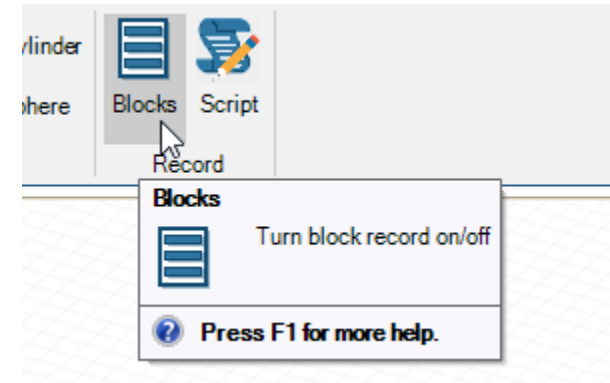 ylinder
phere
Blocks Script
Record
Blocks
Turn block record on/off
Press F1 for more help.